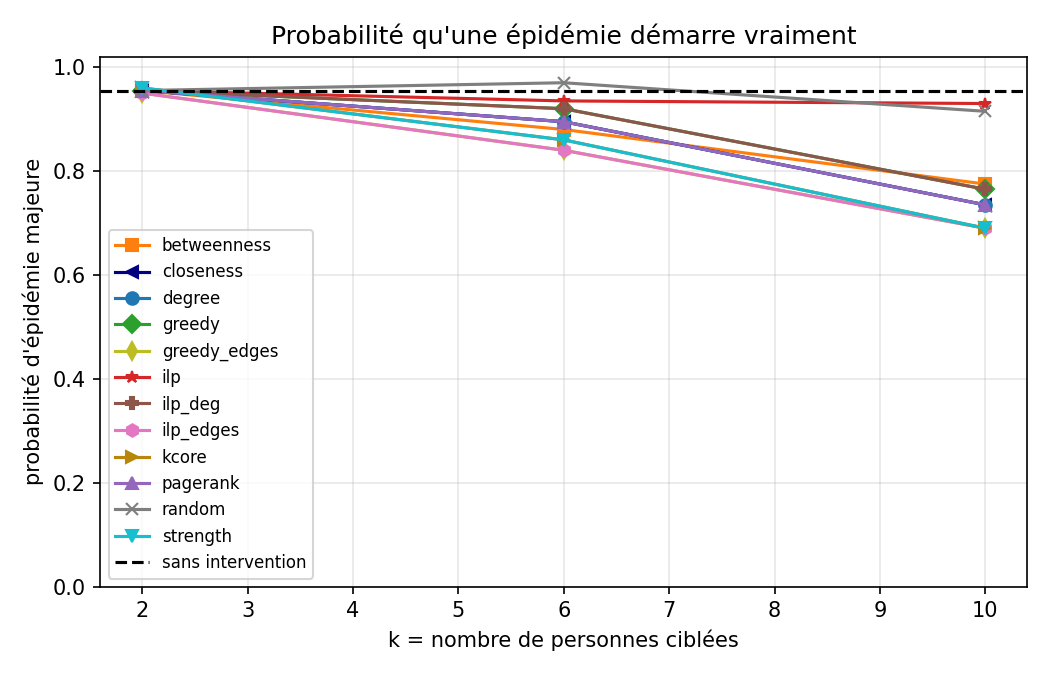 Probabilité qu'une épidémie démarre vraiment
probabilité d'épidémie majeure
1.0
0.8
0.6
0.4
0.2
0.0
betweenness
closeness
degree
greedy
greedy_edges
ilp
ilp_deg
ilp_edges
kcore
pagerank
random
strength
sans intervention
2 3 4 5 6 7 8 9 10
k = nombre de personnes ciblées